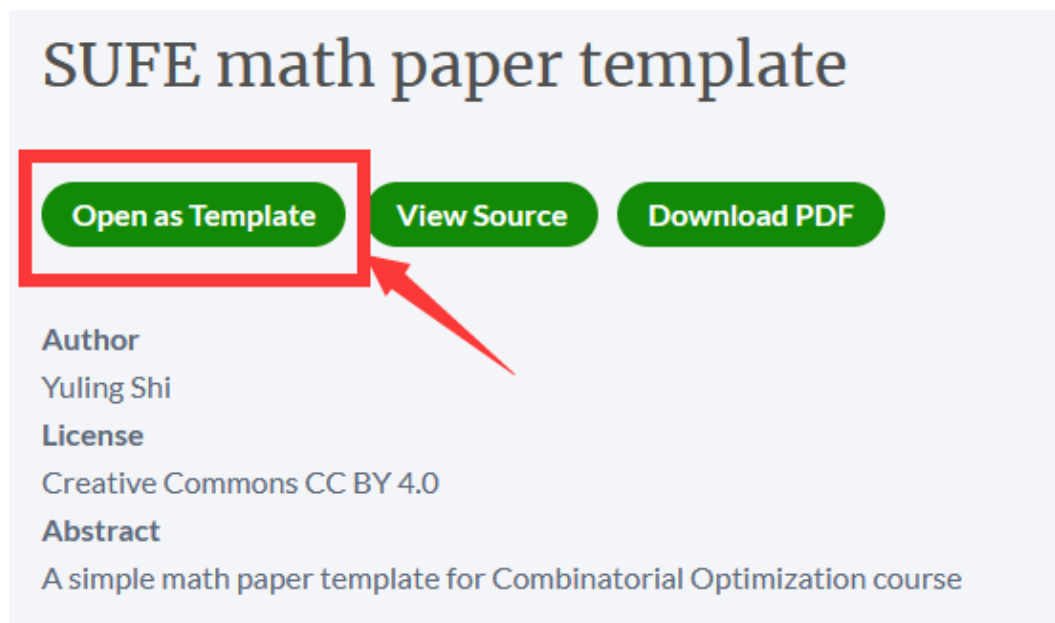 SUFE math paper template
Open as Template View Source Download PDF
Author
Yuling Shi
License
Creative Commons CC BY 4.0
Abstract
A simple math paper template for Combinatorial Optimization course